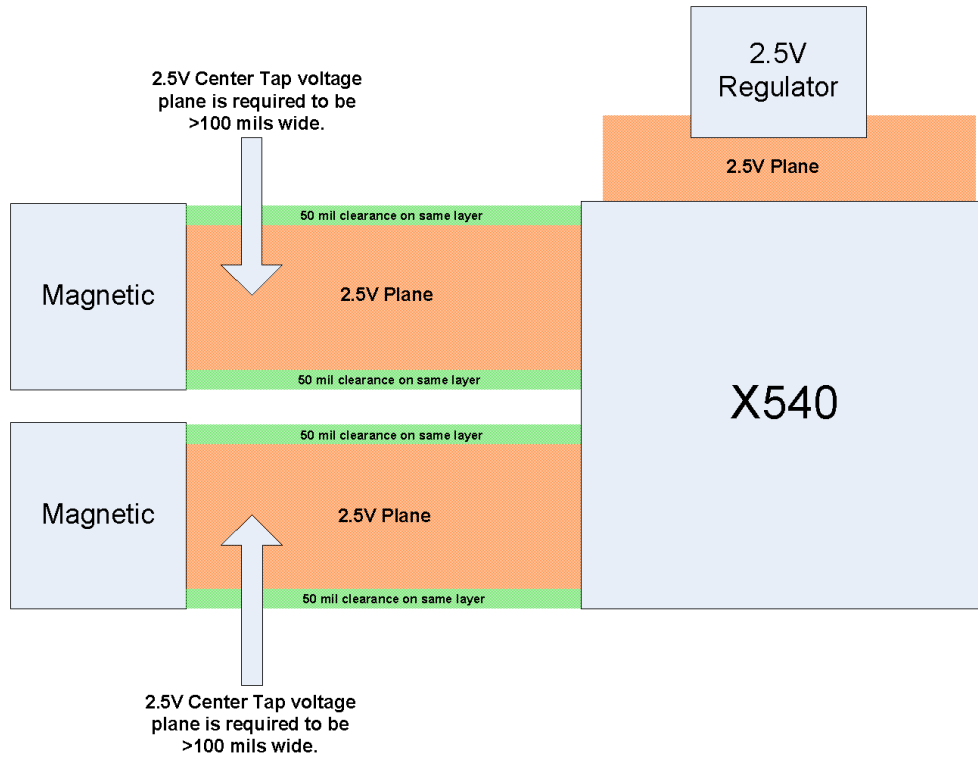 2.5V Center Tap voltage
plane is required to be
>100 mils wide.
2.5V
Regulator
2.5V Plane
50 mil clearance on same layer
Magnetic
2.5V Plane
50 mil clearance on same layer
X540
50 mil clearance on same layer
Magnetic
2.5V Plane
50 mil clearance on same layer
2.5V Center Tap voltage
plane is required to be
>100 mils wide.